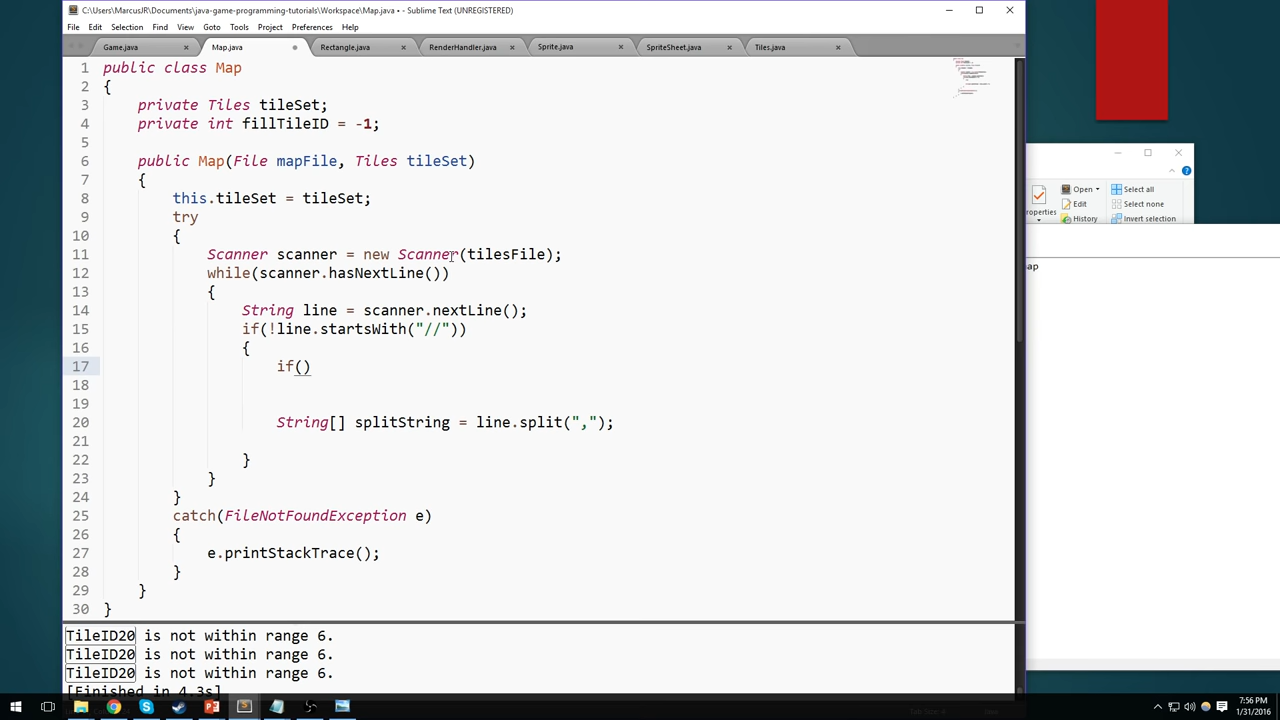 C:\Users\MarcusJR\Documents\java-game-programming-tutorials\Workspace\Map.java • - Sublime Text (UNREGISTERED)
File Edit Selection Find View Goto Tools Project Preferences Help
Game.java Map.java Rectangle.java RenderHandler.java Sprite.java SpriteSheet.java Tiles.java
1 public class Map
2 {
3 private Tiles tileSet;
4 private int fillTileID = -1;
5
6 public Map(File mapFile, Tiles tileSet)
7 {
8 this.tileSet = tileSet;
9 try
10 {
11 Scanner scanner = new Scanner(tilesFile);
12 while(scanner.hasNextLine())
13 {
14 String line = scanner.nextLine();
15 if(!line.startsWith("//"))
16 {
17 if()
18
19
20 String[] splitString = line.split(",");
21
22 }
23 }
24 }
25 catch(FileNotFoundException e)
26 {
27 e.printStackTrace();
28 }
29 }
30 }
TileID20 is not within range 6.
TileID20 is not within range 6.
TileID20 is not within range 6.
[Finished in 4.3s]
Open Select all
Edit Select none
roperties History Invert selection
ap
7:56 PM
1/31/2016